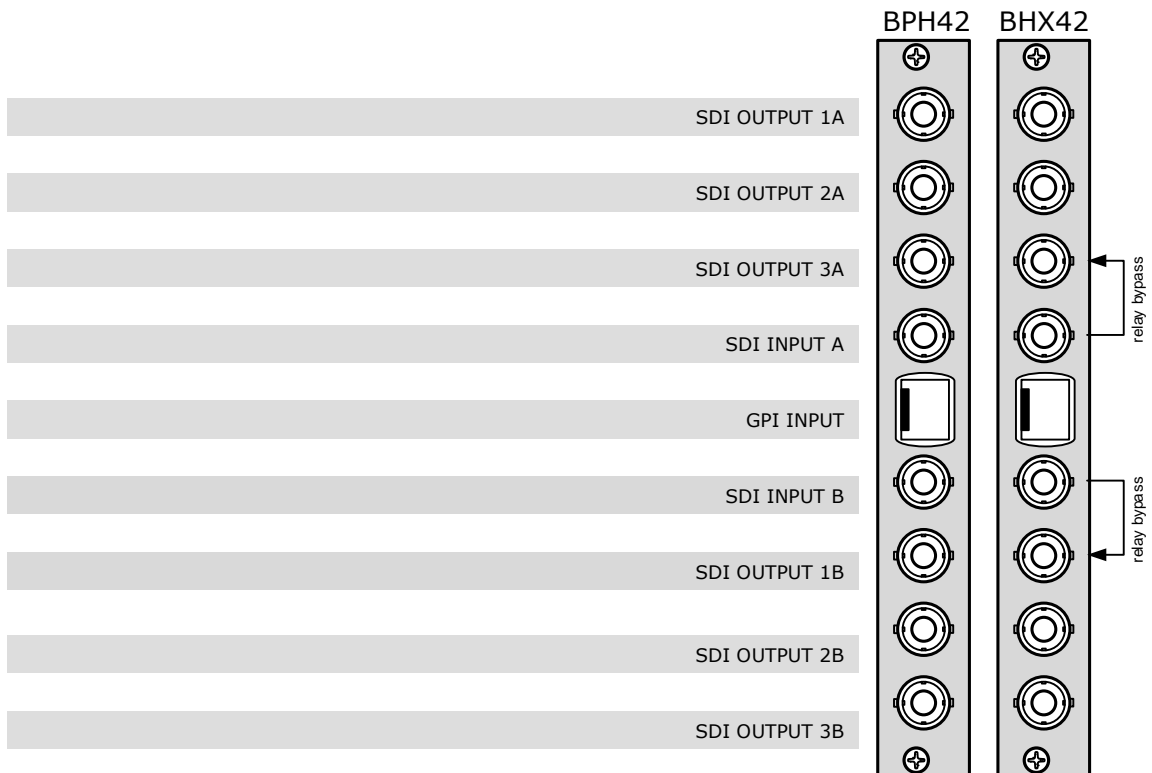 BPH42 BHX42
SDI OUTPUT 1A
SDI OUTPUT 2A
SDI OUTPUT 3A
relay bypass
SDI INPUT A
GPI INPUT
SDI INPUT B
relay bypass
SDI OUTPUT 1B
SDI OUTPUT 2B
SDI OUTPUT 3B